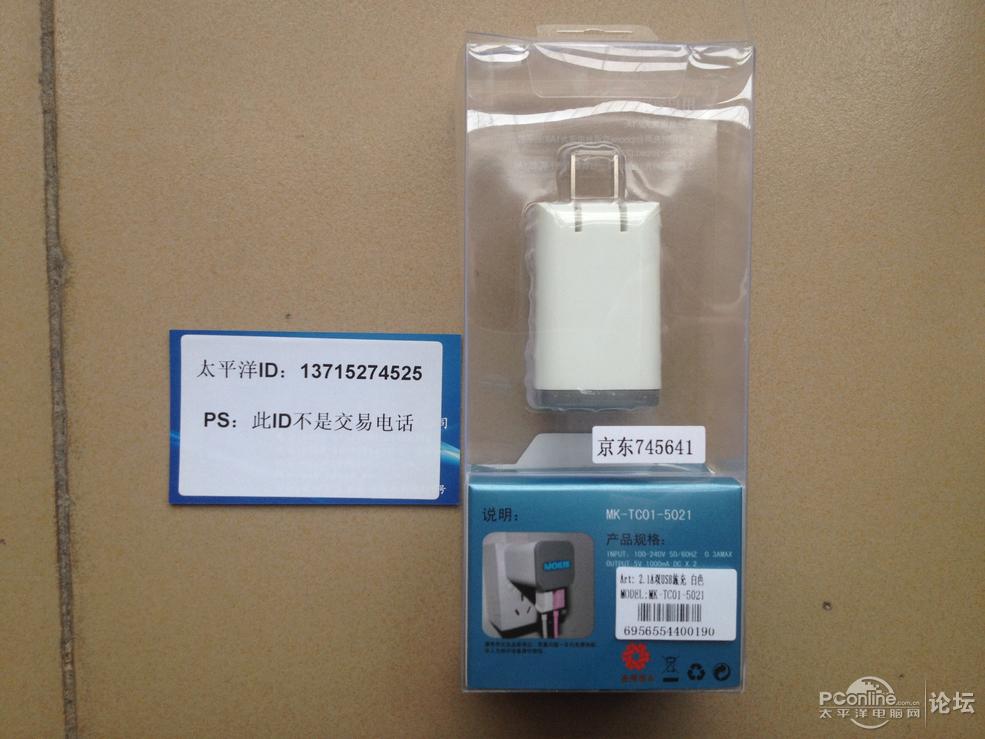 太平洋ID：13715274525
PS：此ID不是交易电话
号
京东745641
说明：
MK-TC01-5021
产品规格：
INPUT: 100-240V 50/60HZ 0.3AMAX
OUTPUT 5V 1000mA DC X 2
Art: 2.1A双USB旅充 白色
MODEL:MK-TC01-5021
6956554400190
PConline.com.cn
太平洋电脑网
论坛